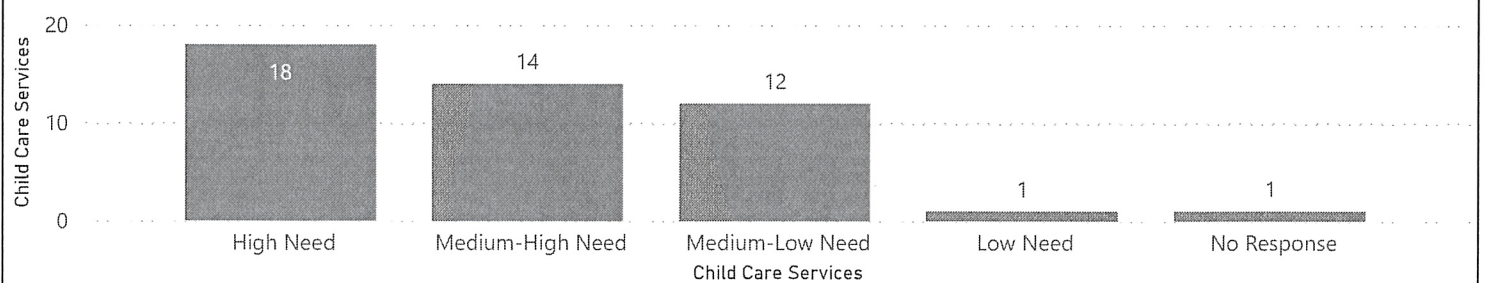 20
10
0
Child Care Services
18
14
12
1
1
High Need
Medium-High Need
Medium-Low Need
Low Need
No Response
Child Care Services